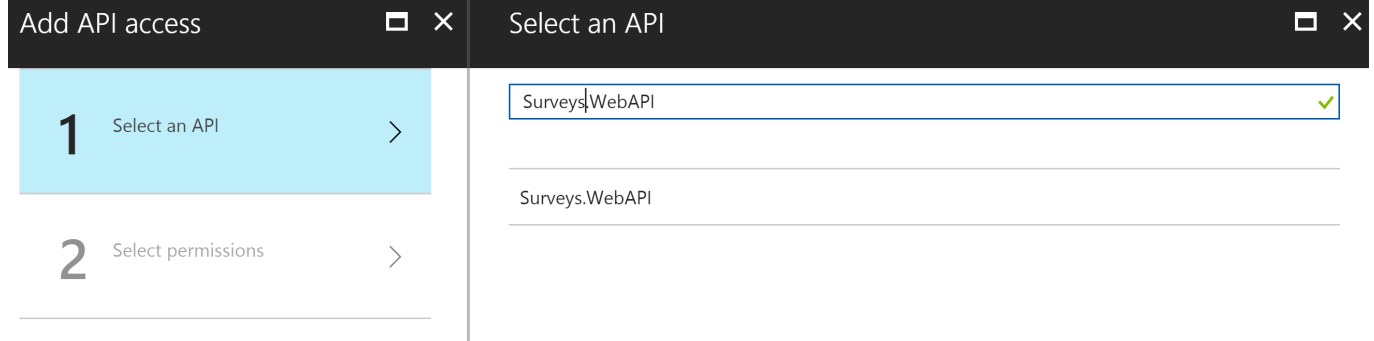 Add API access
1
Select an API
2
Select permissions
Select an API
Surveys.WebAPI
Surveys.WebAPI